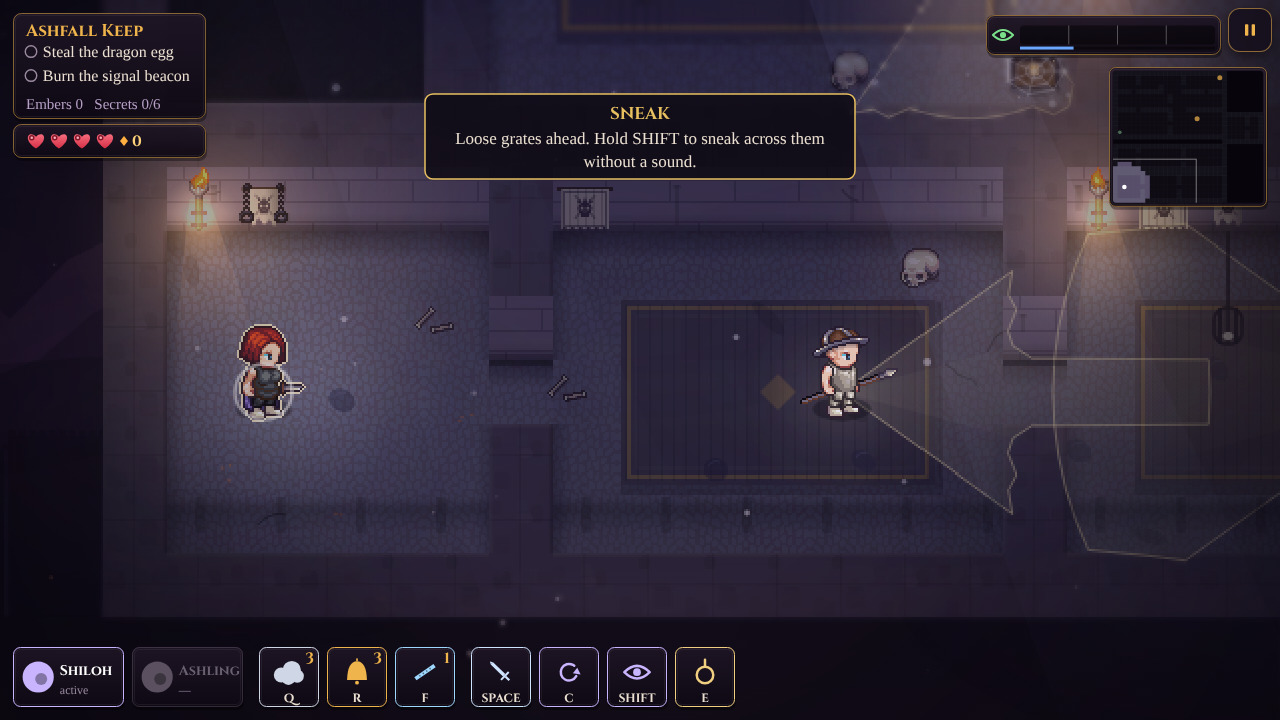 ASHFALL KEEP
Steal the dragon egg
Burn the signal beacon
Embers 0 Secrets 0/6
0
SNEAK
Loose grates ahead. Hold SHIFT to sneak across them
without a sound.
SHILOH
active
ASHLING
—
3
Q
3
R
1
F
SPACE
C
SHIFT
E